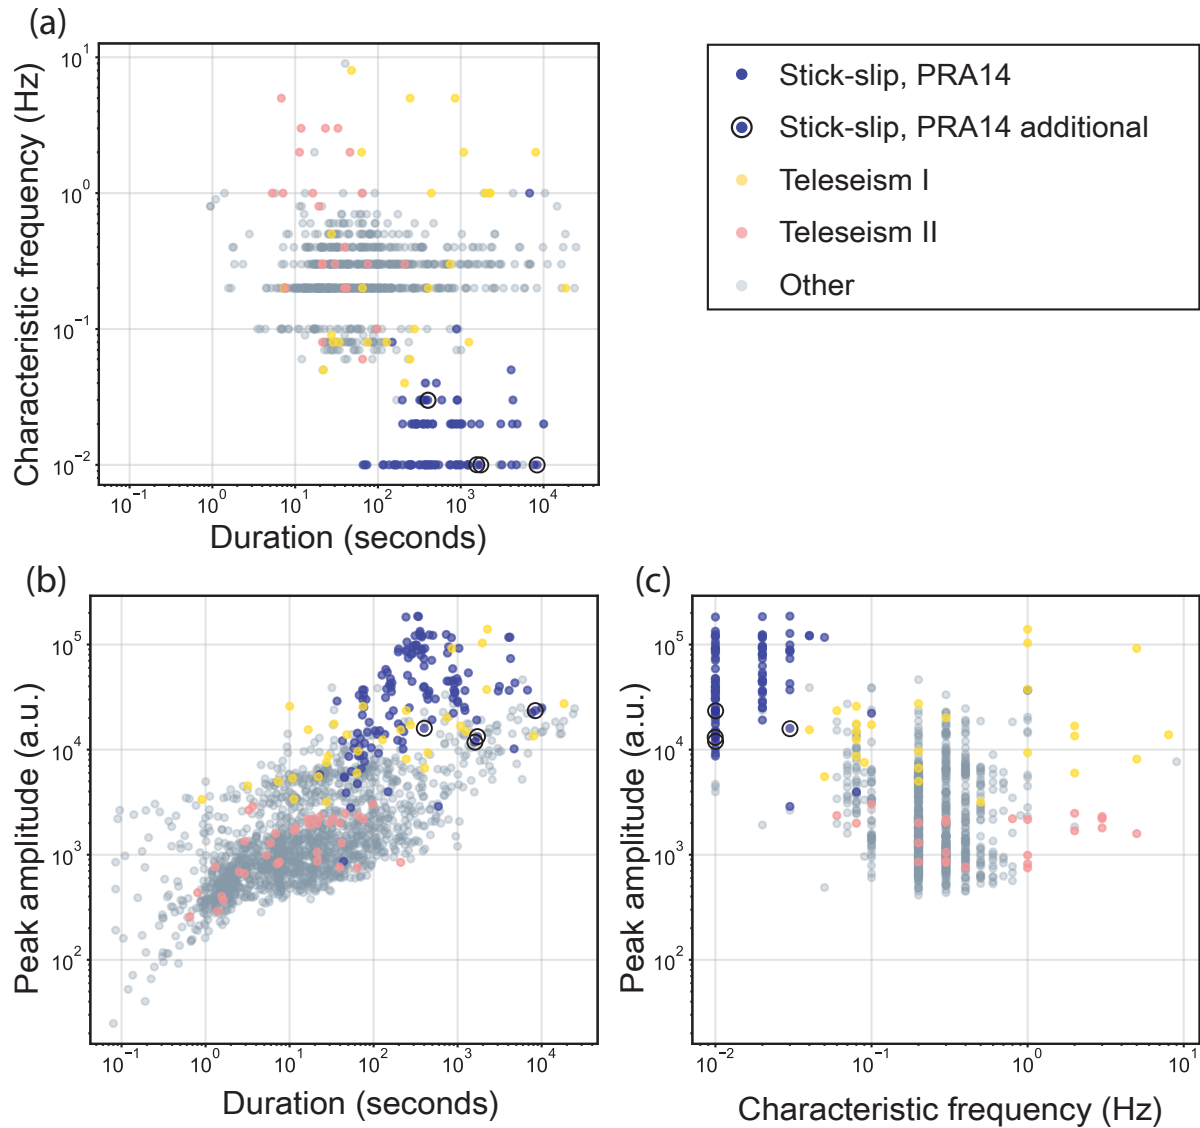 (a)
Characteristic frequency (Hz)
10^1
10^0
10^−1
10^−2
10^−1 10^0 10^1 10^2 10^3 10^4
Duration (seconds)
Stick-slip, PRA14
Stick-slip, PRA14 additional
Teleseism I
Teleseism II
Other
(b)
Peak amplitude (a.u.)
10^5
10^4
10^3
10^2
10^−1 10^0 10^1 10^2 10^3 10^4
Duration (seconds)
(c)
Peak amplitude (a.u.)
10^5
10^4
10^3
10^2
10^−2 10^−1 10^0 10^1
Characteristic frequency (Hz)